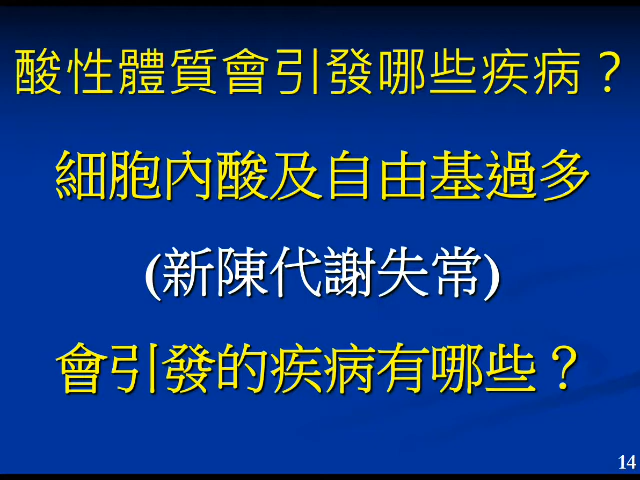 酸性體質會引發哪些疾病？
細胞內酸及自由基過多
(新陳代謝失常)
會引發的疾病有哪些？
14